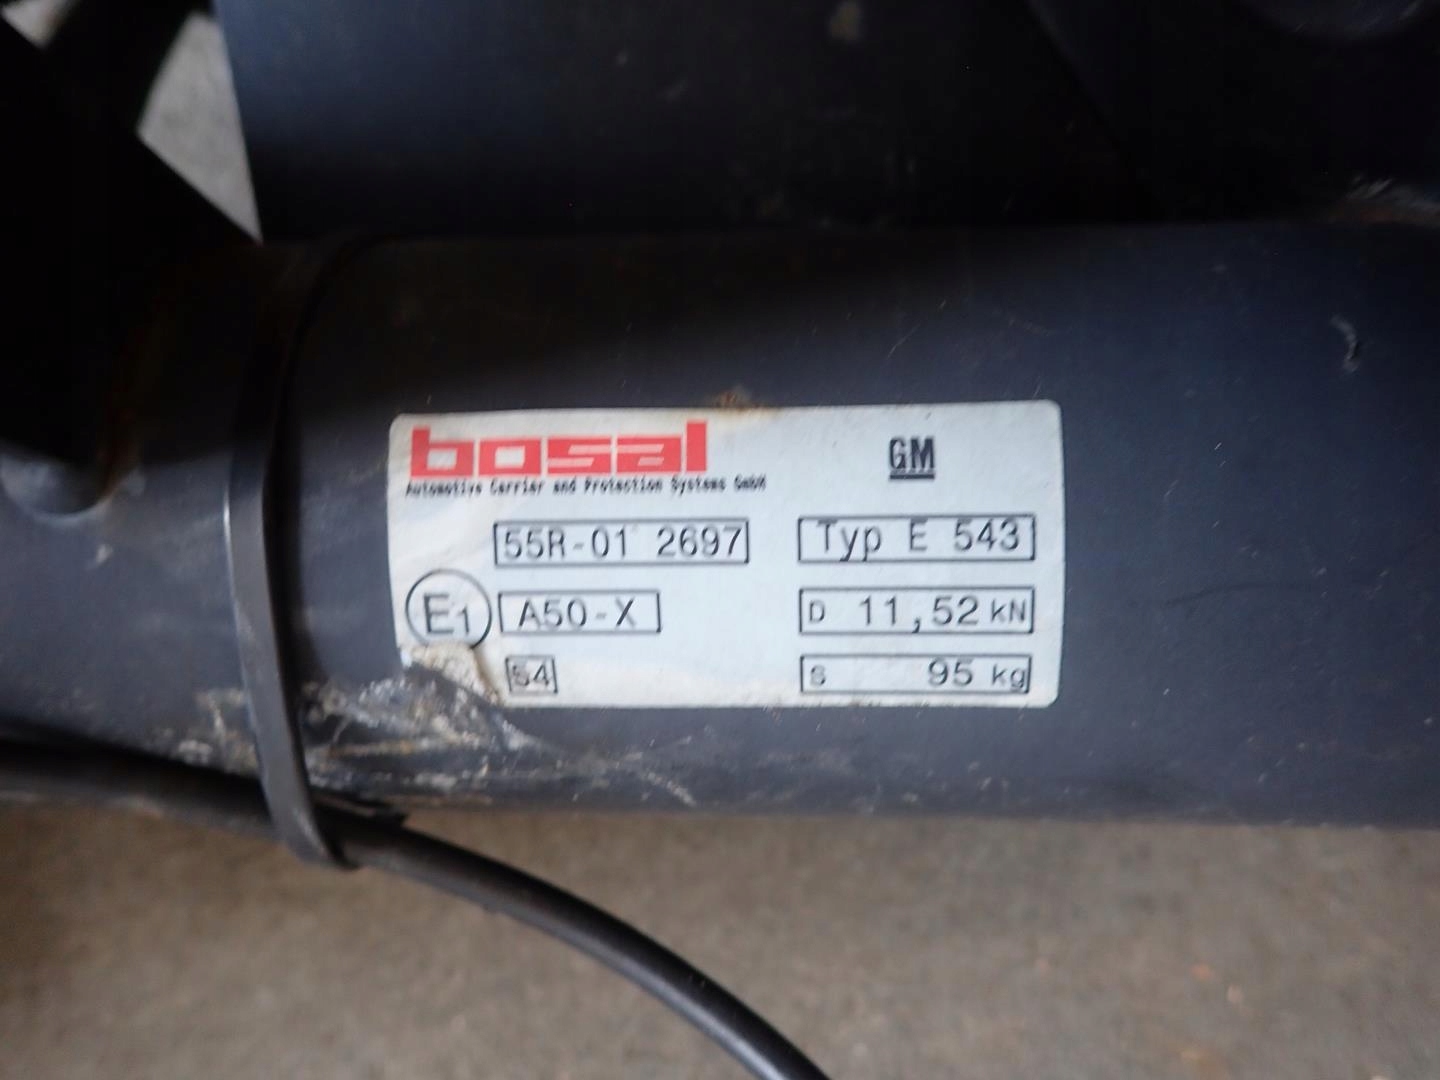 bosal
Automotive Carrier and Protection Systems GmbH
GM
55R-01 2697
Typ E 543
E1
A50-X
D 11,52 kN
S4
S 95 kg